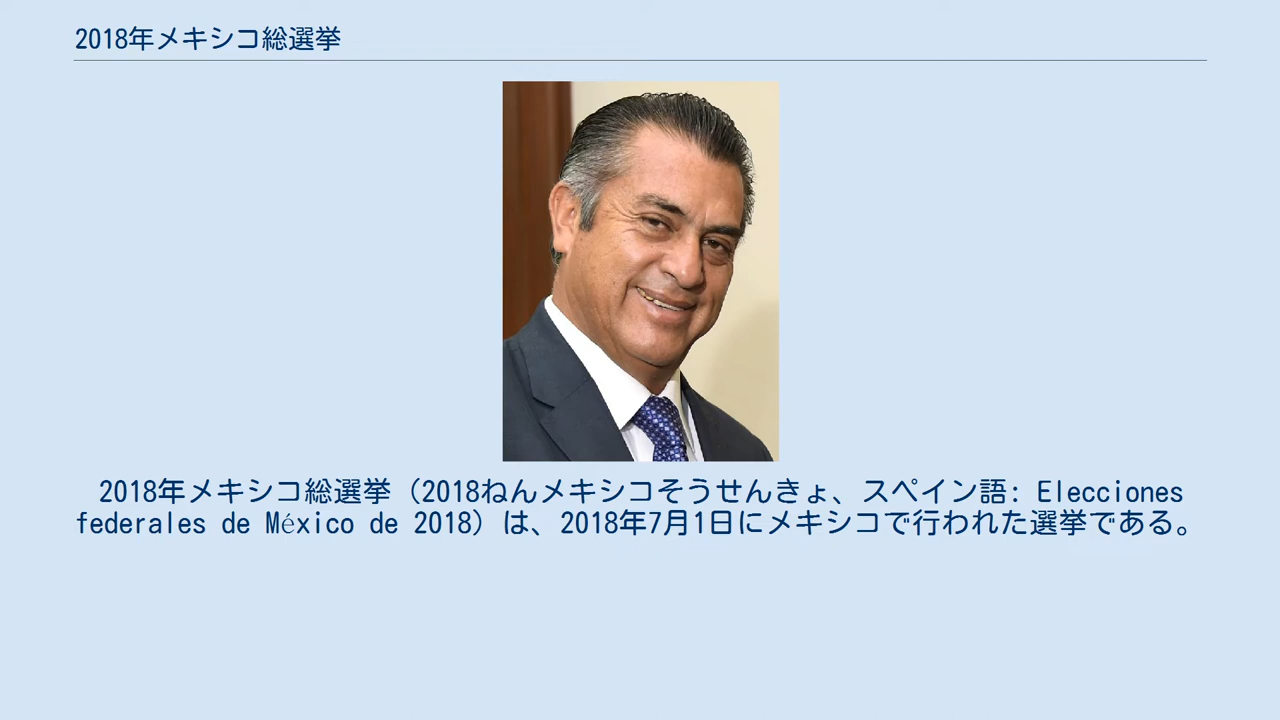 2018年メキシコ総選挙
2018年メキシコ総選挙（2018ねんメキシコそうせんきょ、スペイン語: Elecciones
federales de México de 2018）は、2018年7月1日にメキシコで行われた選挙である。